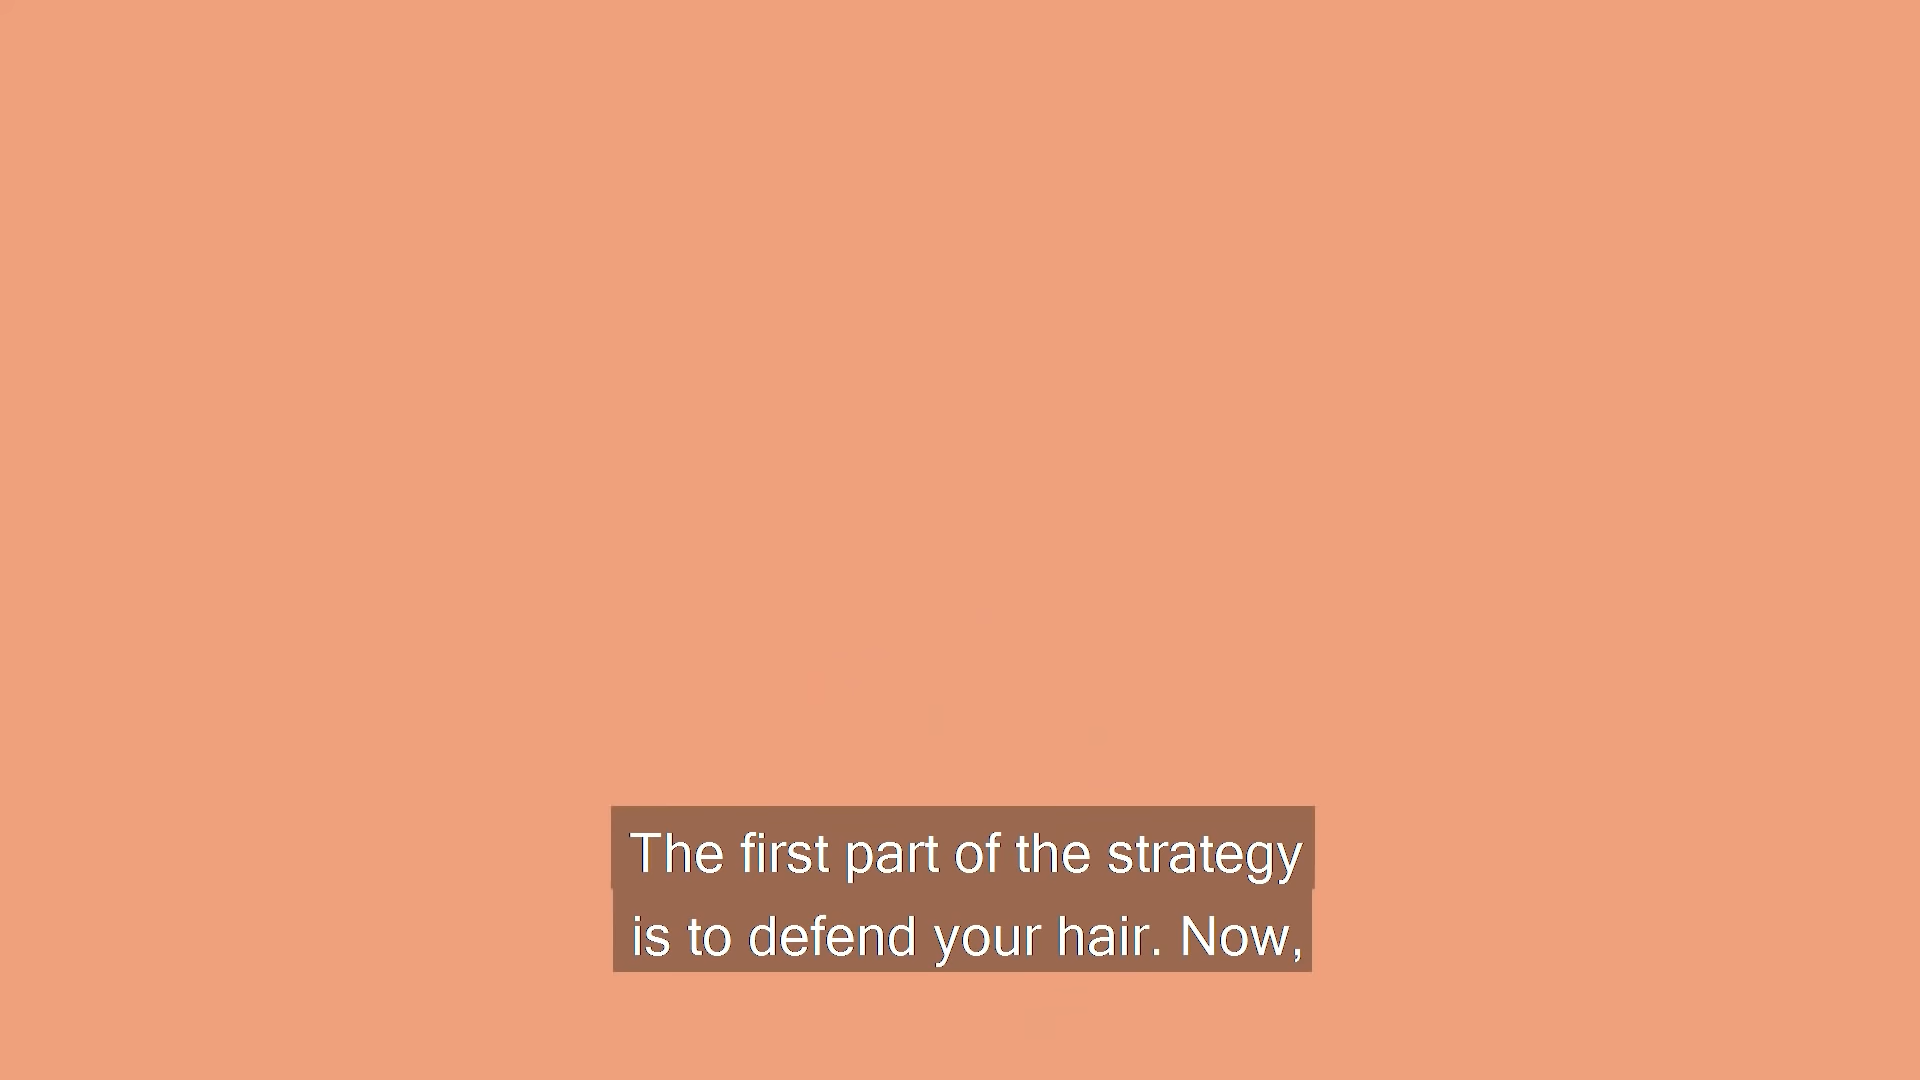 The first part of the strategy
is to defend your hair. Now,